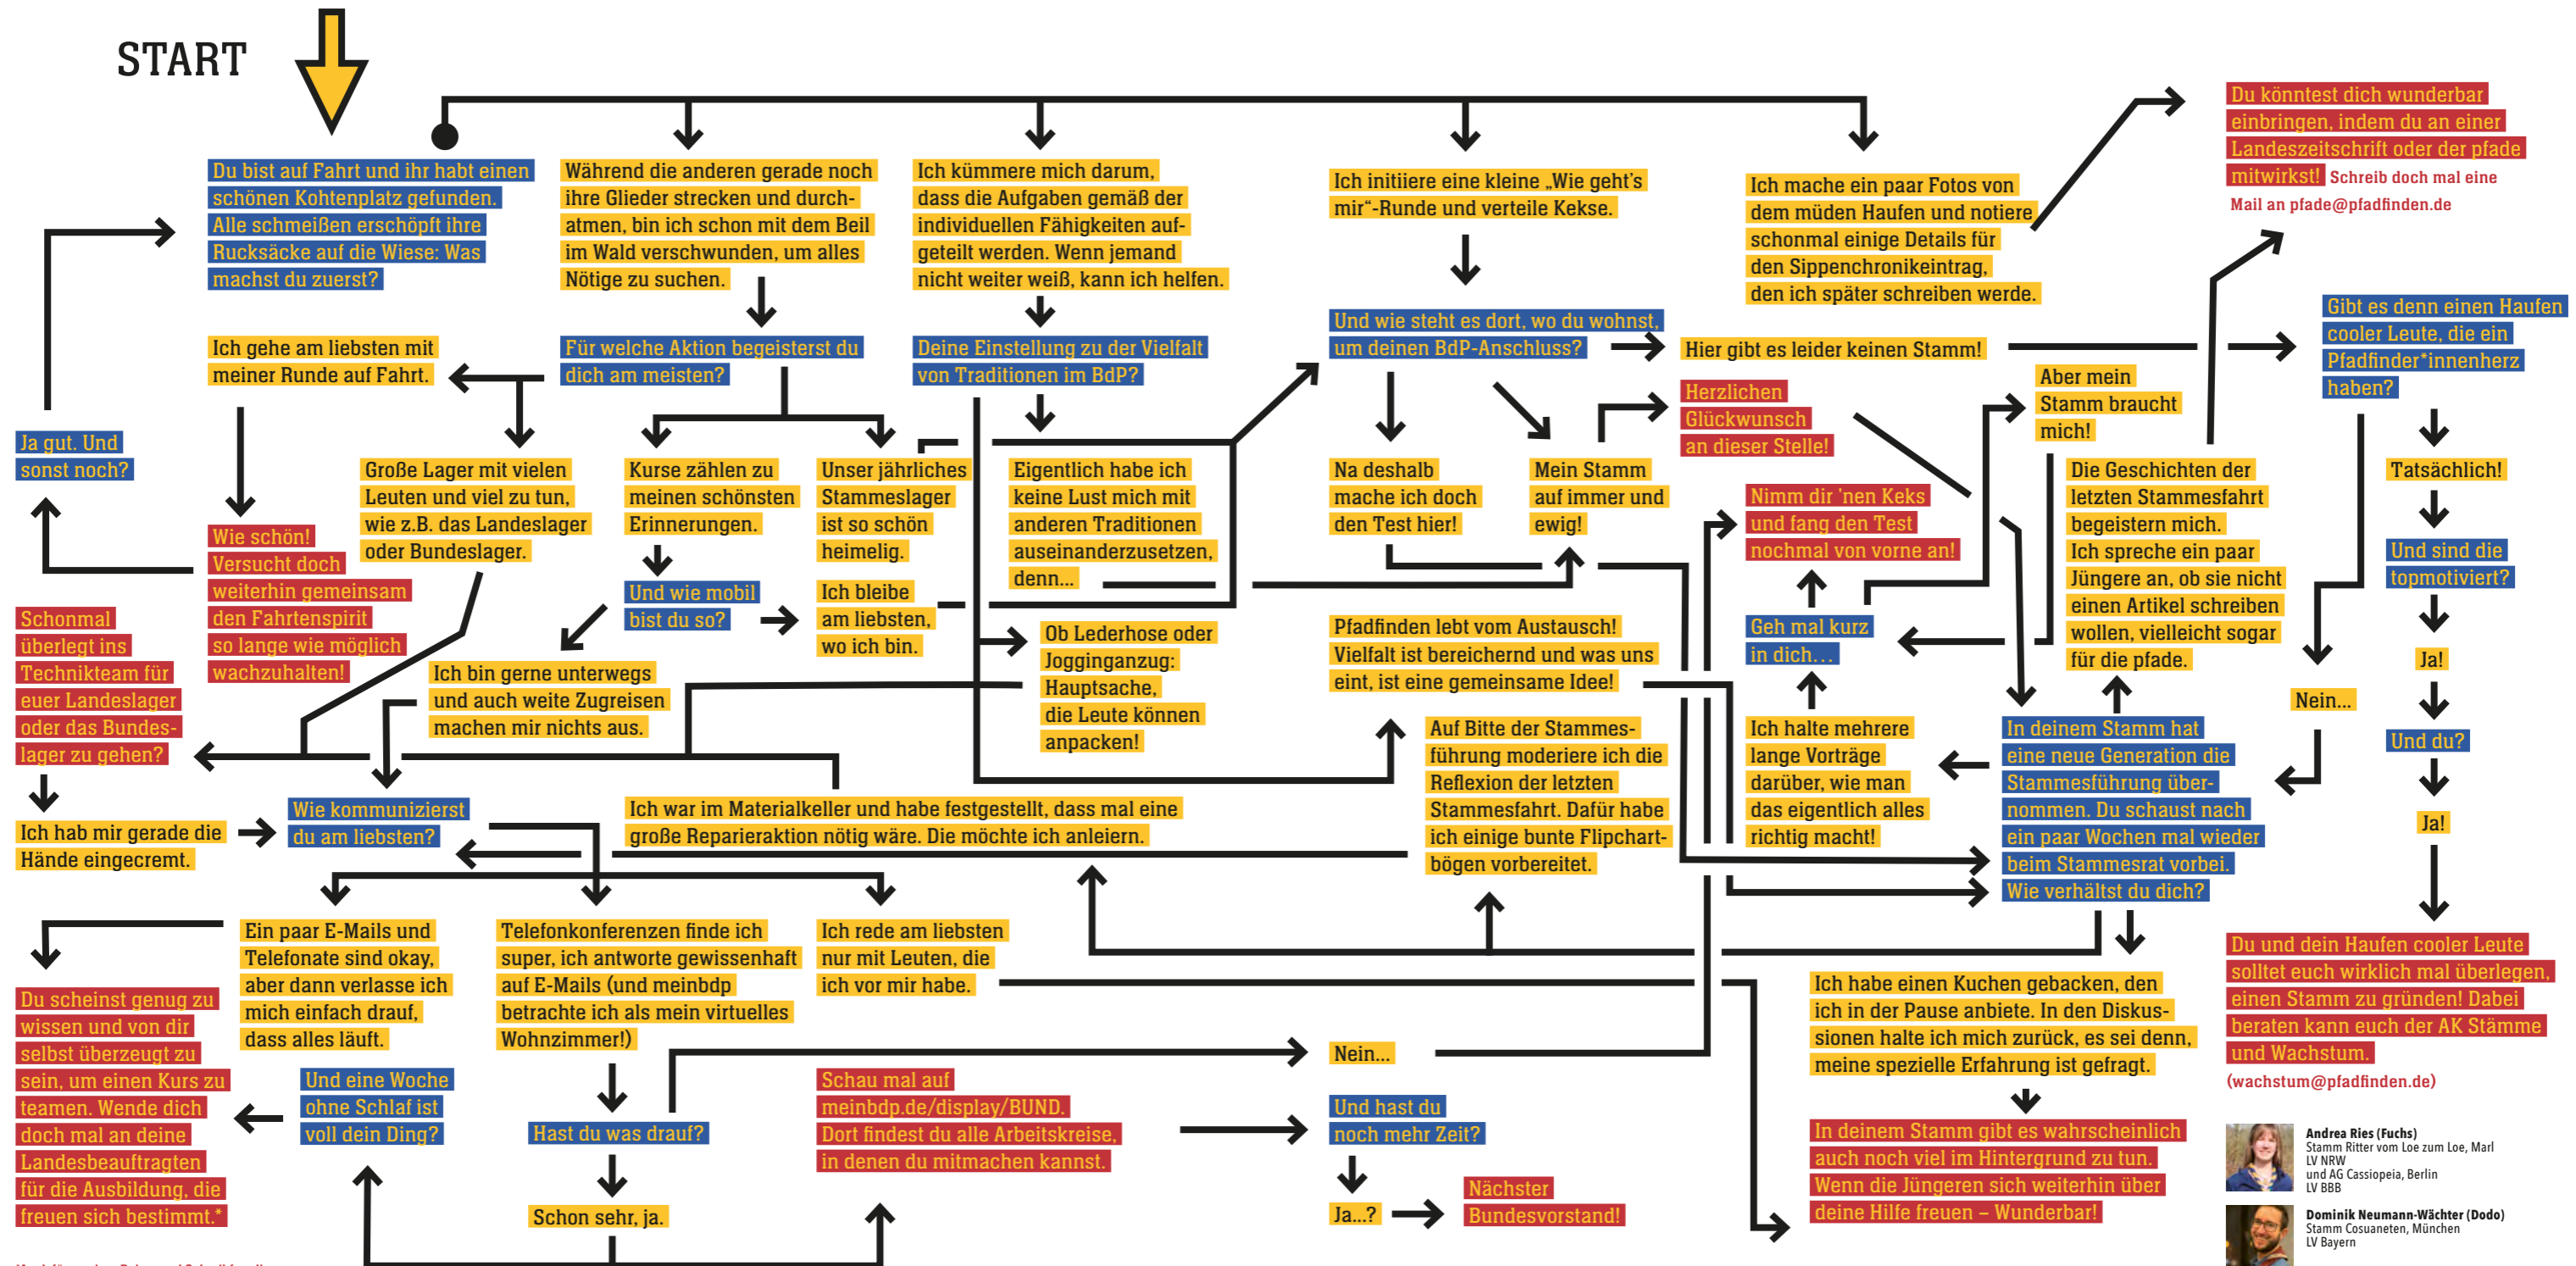 START
Du bist auf Fahrt und ihr habt einen
schönen Kohtenplatz gefunden.
Alle schmeißen erschöpft ihre
Rucksäcke auf die Wiese: Was
machst du zuerst?
Während die anderen gerade noch
ihre Glieder strecken und durch-
atmen, bin ich schon mit dem Beil
im Wald verschwunden, um alles
Nötige zu suchen.
Ich kümmere mich darum,
dass die Aufgaben gemäß der
individuellen Fähigkeiten auf-
geteilt werden. Wenn jemand
nicht weiter weiß, kann ich helfen.
Ich initiiere eine kleine „Wie geht's
mir“-Runde und verteile Kekse.
Ich mache ein paar Fotos von
dem müden Haufen und notiere
schonmal einige Details für
den Sippenchronikeintrag,
den ich später schreiben werde.
Du könntest dich wunderbar
einbringen, indem du an einer
Landeszeitschrift oder der pfade
mitwirkst! Schreib doch mal eine
Mail an pfade@pfadfinden.de
Ich gehe am liebsten mit
meiner Runde auf Fahrt.
Für welche Aktion begeisterst du
dich am meisten?
Deine Einstellung zu der Vielfalt
von Traditionen im BdP?
Und wie steht es dort, wo du wohnst,
um deinen BdP-Anschluss?
Hier gibt es leider keinen Stamm!
Gibt es denn einen Haufen
cooler Leute, die ein
Pfadfinder*innenherz
haben?
Herzlichen
Glückwunsch
an dieser Stelle!
Aber mein
Stamm braucht
mich!
Ja gut. Und
sonst noch?
Große Lager mit vielen
Leuten und viel zu tun,
wie z.B. das Landeslager
oder Bundeslager.
Kurse zählen zu
meinen schönsten
Erinnerungen.
Unser jährliches
Stammeslager
ist so schön
heimelig.
Eigentlich habe ich
keine Lust mich mit
anderen Traditionen
auseinanderzusetzen,
denn...
Na deshalb
mache ich doch
den Test hier!
Mein Stamm
auf immer und
ewig!
Nimm dir 'nen Keks
und fang den Test
nochmal von vorne an!
Die Geschichten der
letzten Stammesfahrt
begeistern mich.
Ich spreche ein paar
Jüngere an, ob sie nicht
einen Artikel schreiben
wollen, vielleicht sogar
für die pfade.
Tatsächlich!
Und sind die
topmotiviert?
Ja!
Wie schön!
Versucht doch
weiterhin gemeinsam
den Fahrtenspirit
so lange wie möglich
wachzuhalten!
Schonmal
überlegt ins
Technikteam für
euer Landeslager
oder das Bundes-
lager zu gehen?
Und wie mobil
bist du so?
Ich bleibe
am liebsten,
wo ich bin.
Ich bin gerne unterwegs
und auch weite Zugreisen
machen mir nichts aus.
Ob Lederhose oder
Jogginganzug:
Hauptsache,
die Leute können
anpacken!
Pfadfinden lebt vom Austausch!
Vielfalt ist bereichernd und was uns
eint, ist eine gemeinsame Idee!
Geh mal kurz
in dich...
Nein...
Auf Bitte der Stammes-
führung moderiere ich die
Reflexion der letzten
Stammesfahrt. Dafür habe
ich einige bunte Flipchart-
bögen vorbereitet.
Ich halte mehrere
lange Vorträge
darüber, wie man
das eigentlich alles
richtig macht!
In deinem Stamm hat
eine neue Generation die
Stammesführung über-
nommen. Du schaust nach
ein paar Wochen mal wieder
beim Stammesrat vorbei.
Wie verhältst du dich?
Und du?
Ja!
Ich hab mir gerade die
Hände eingecremt.
Wie kommunizierst
du am liebsten?
Ich war im Materialkeller und habe festgestellt, dass mal eine
große Reparieraktion nötig wäre. Die möchte ich anleiern.
Ein paar E-Mails und
Telefonate sind okay,
aber dann verlasse ich
mich einfach drauf,
dass alles läuft.
Telefonkonferenzen finde ich
super, ich antworte gewissenhaft
auf E-Mails (und meinbdp
betrachte ich als mein virtuelles
Wohnzimmer!)
Ich rede am liebsten
nur mit Leuten, die
ich vor mir habe.
Ich habe einen Kuchen gebacken, den
ich in der Pause anbiete. In den Diskus-
sionen halte ich mich zurück, es sei denn,
meine spezielle Erfahrung ist gefragt.
Du und dein Haufen cooler Leute
solltet euch wirklich mal überlegen,
einen Stamm zu gründen! Dabei
beraten kann euch der AK Stämme
und Wachstum.
(wachstum@pfadfinden.de)
Du scheinst genug zu
wissen und von dir
selbst überzeugt zu
sein, um einen Kurs zu
teamen. Wende dich
doch mal an deine
Landesbeauftragten
für die Ausbildung, die
freuen sich bestimmt.*
Und eine Woche
ohne Schlaf ist
voll dein Ding?
Hast du was drauf?
Schon sehr, ja.
Schau mal auf
meinbdp.de/display/BUND.
Dort findest du alle Arbeitskreise,
in denen du mitmachen kannst.
Nein...
Und hast du
noch mehr Zeit?
Ja...?
Nächster
Bundesvorstand!
In deinem Stamm gibt es wahrscheinlich
auch noch viel im Hintergrund zu tun.
Wenn die Jüngeren sich weiterhin über
deine Hilfe freuen – Wunderbar!
Andrea Ries (Fuchs)
Stamm Ritter vom Loe zum Loe, Marl
LV NRW
und AG Cassiopeia, Berlin
LV BBB
Dominik Neumann-Wächter (Dodo)
Stamm Cosuaneten, München
LV Bayern